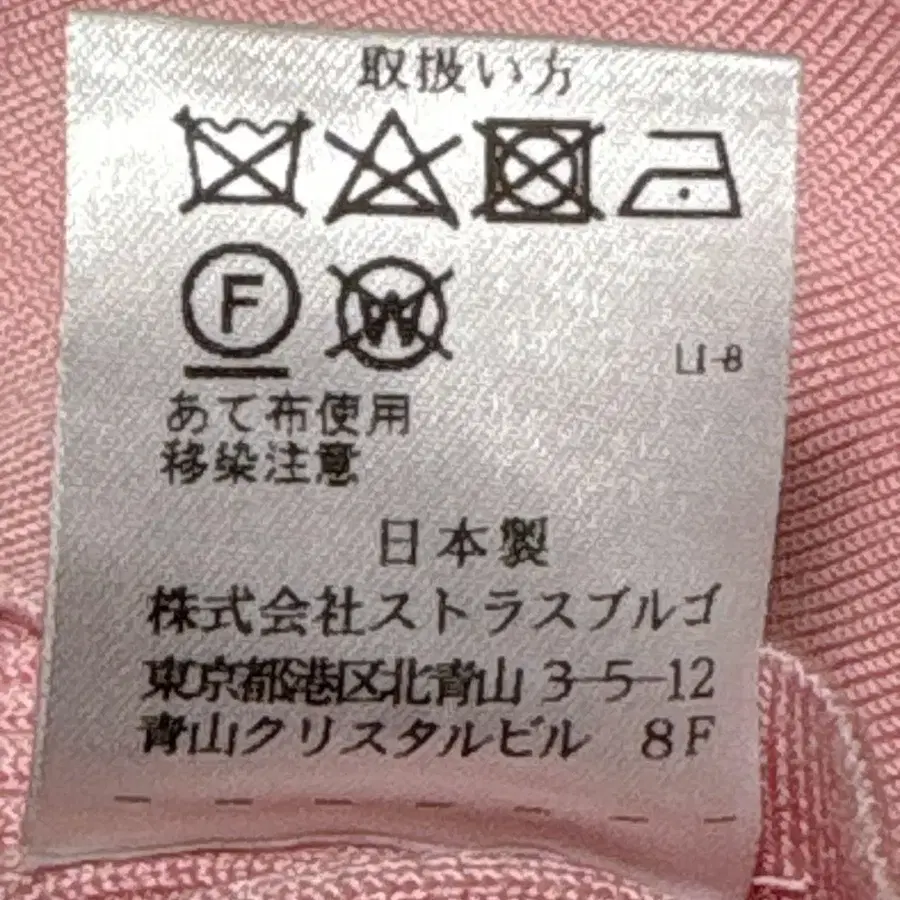 取扱い方
F W
LI-8
あて布使用
移染注意
日本製
株式会社ストラスブルゴ
東京都港区北青山 3-5-12
青山クリスタルビル 8F